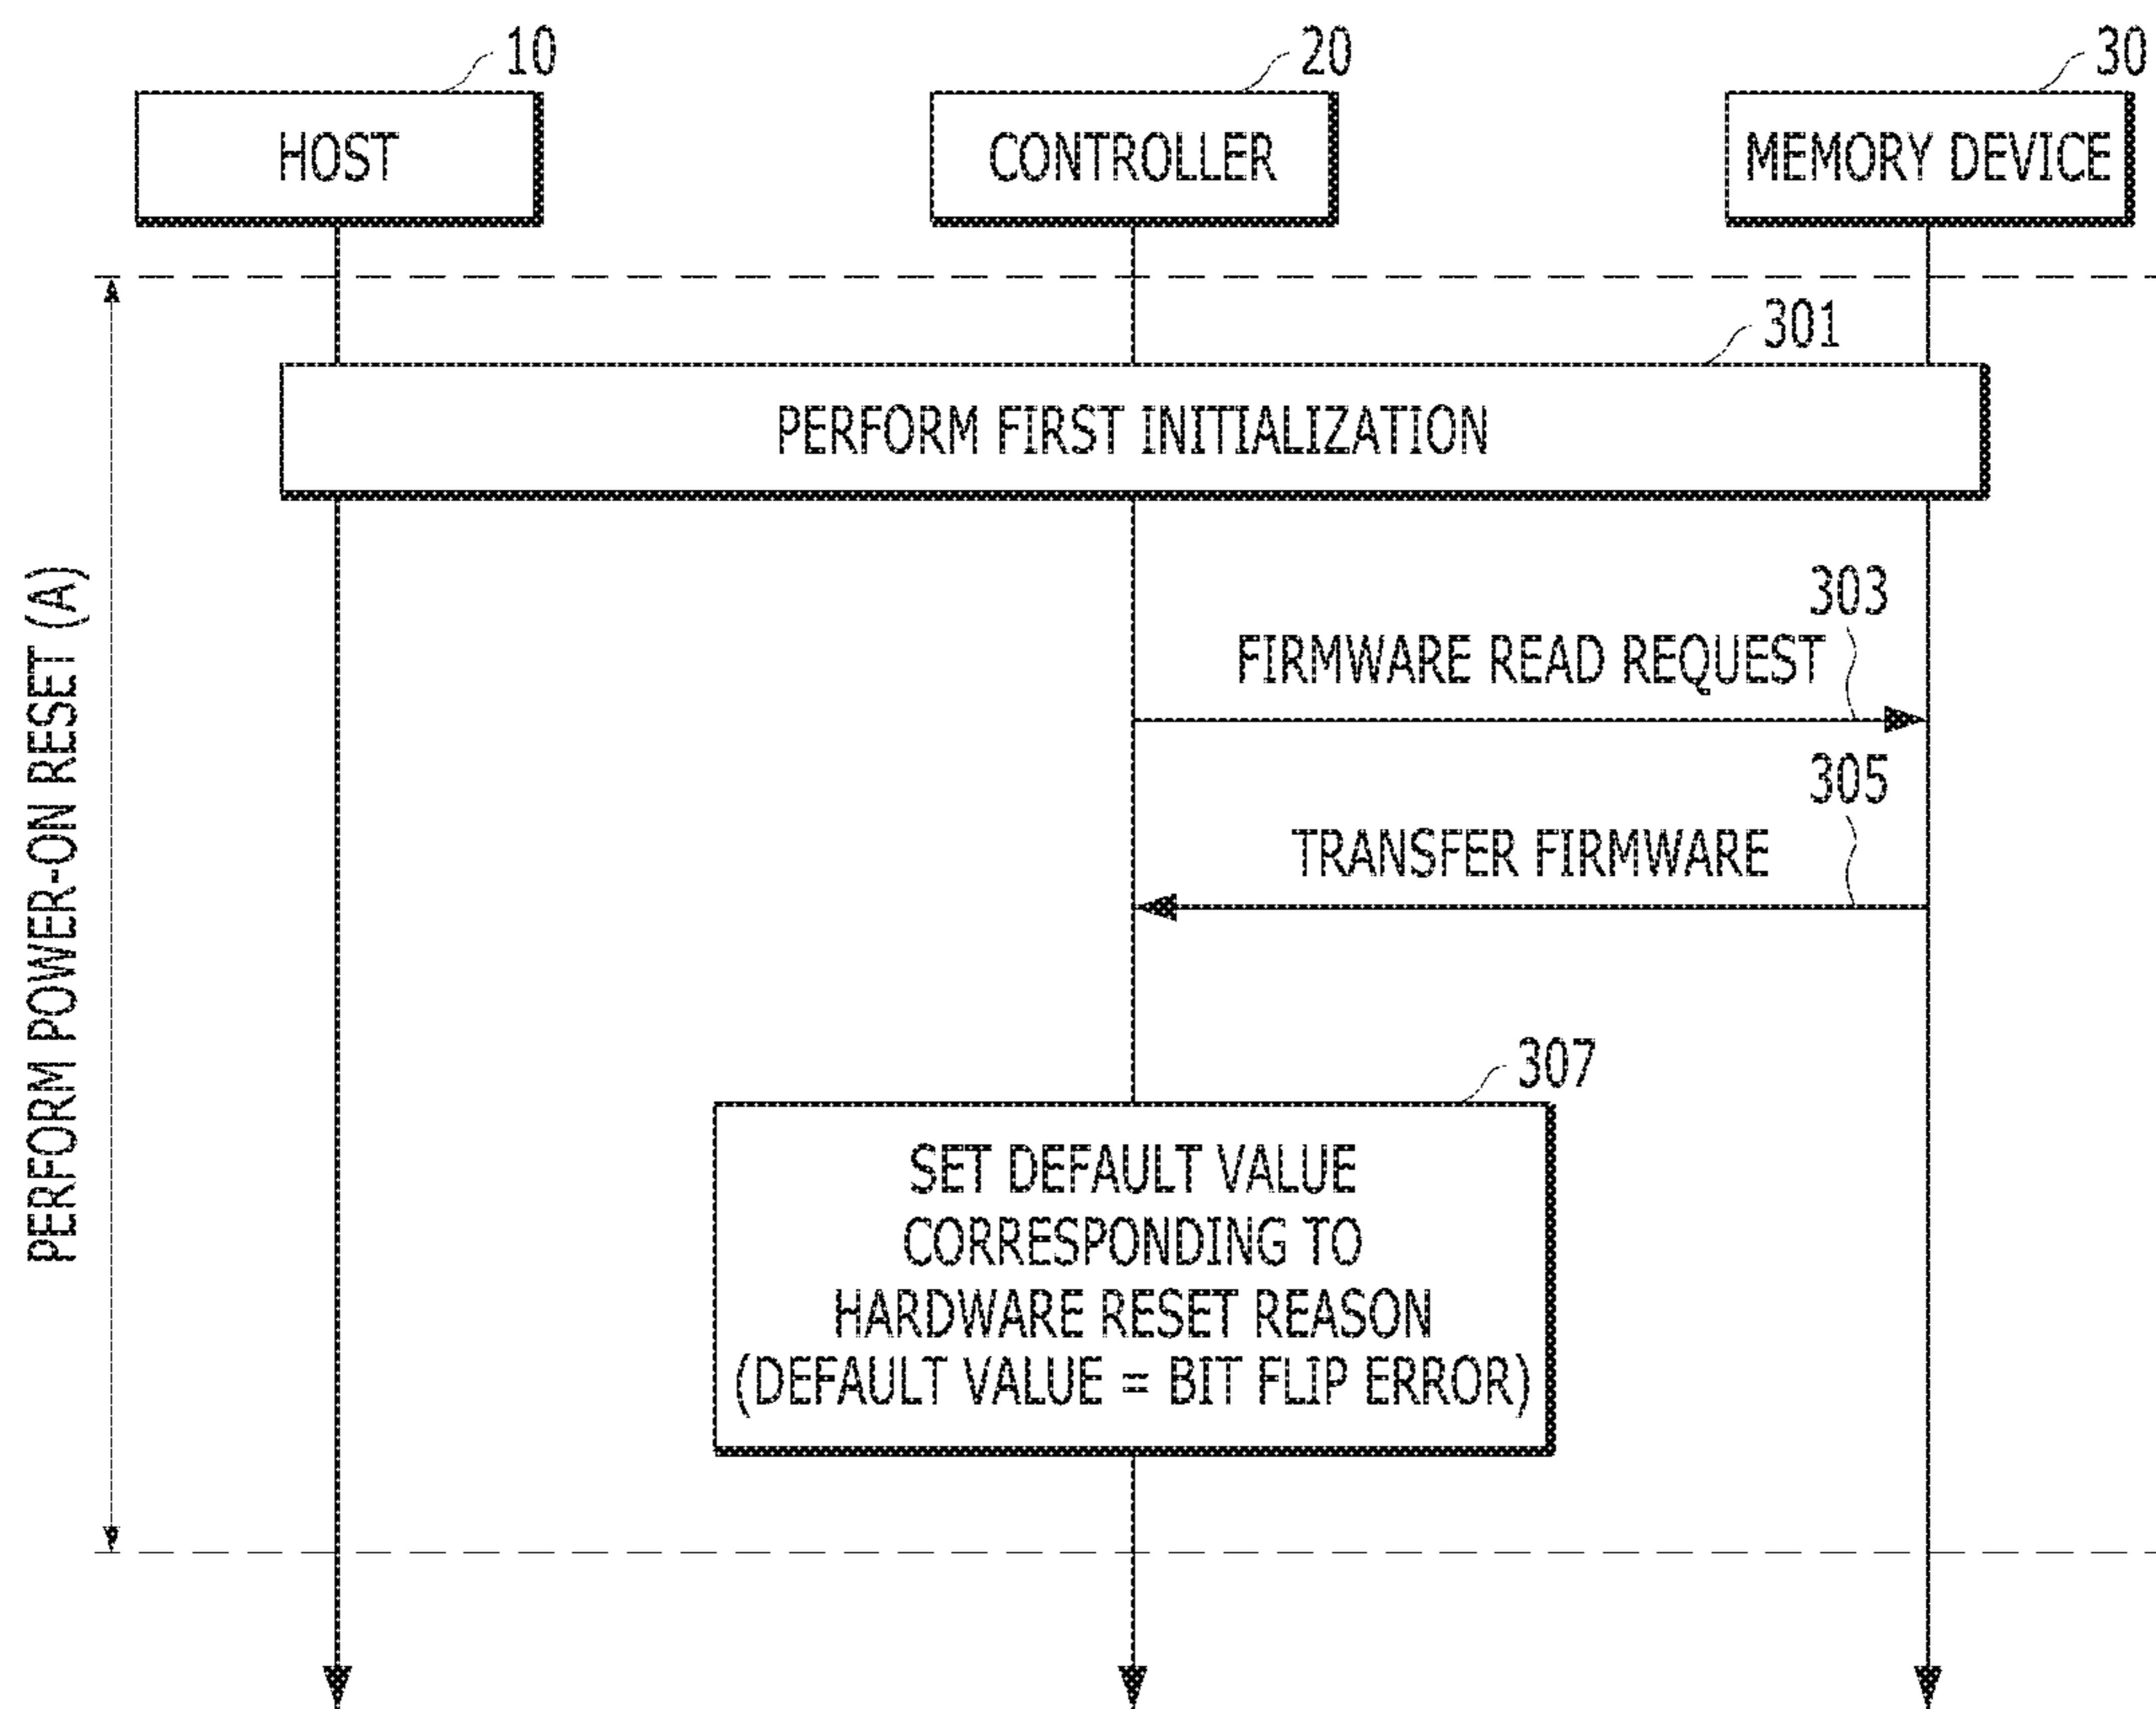 10
20
30
HOST
CONTROLLER
MEMORY DEVICE
301
PERFORM FIRST INITIALIZATION
PERFORM POWER-ON RESET (A)
303
FIRMWARE READ REQUEST
305
TRANSFER FIRMWARE
307
SET DEFAULT VALUE
CORRESPONDING TO
HARDWARE RESET REASON
(DEFAULT VALUE = BIT FLIP ERROR)